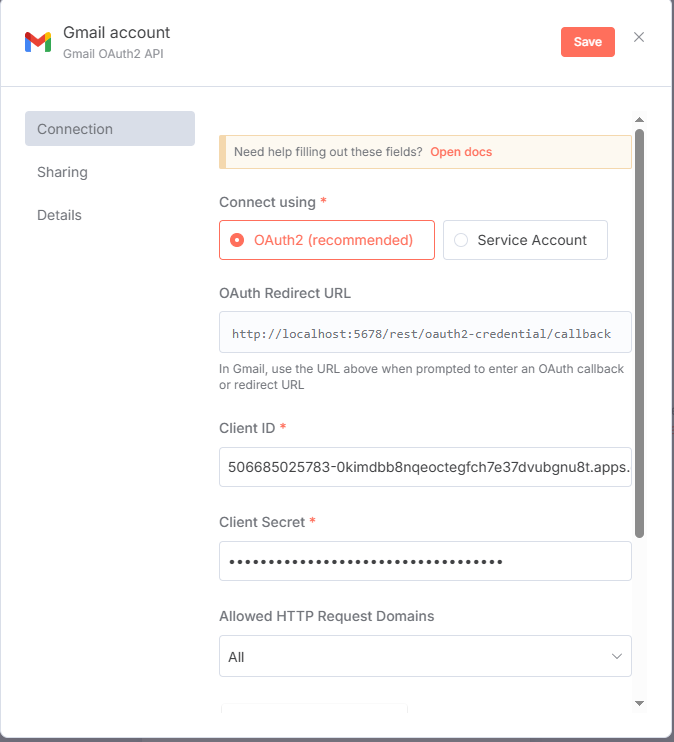 Gmail account
Gmail OAuth2 API
Save
Connection
Sharing
Details
Need help filling out these fields? Open docs
Connect using *
OAuth2 (recommended)
Service Account
OAuth Redirect URL
http://localhost:5678/rest/oauth2-credential/callback
In Gmail, use the URL above when prompted to enter an OAuth callback
or redirect URL
Client ID *
506685025783-0kimdbb8nqeoctegfch7e37dvubgnu8t.apps.
Client Secret *
••••••••••••••••••••••••••••••••••••
Allowed HTTP Request Domains
All